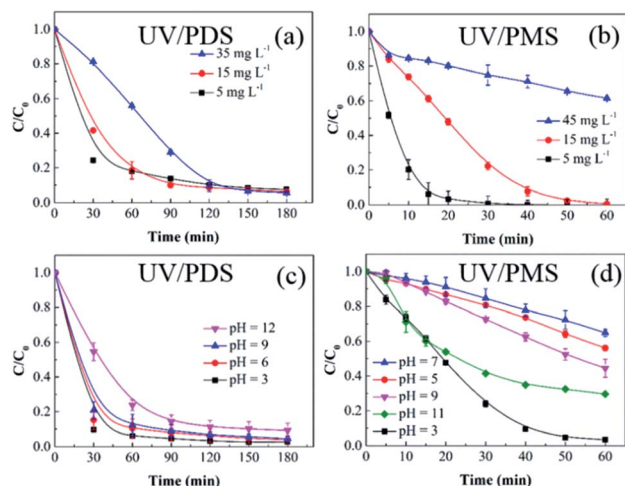 UV/PDS (a)
35 mg L⁻¹
15 mg L⁻¹
5 mg L⁻¹
C/C₀
1.0
0.8
0.6
0.4
0.2
0.0
0 30 60 90 120 150 180
Time (min)
UV/PMS
(b)
45 mg L⁻¹
15 mg L⁻¹
5 mg L⁻¹
C/C₀
1.0
0.8
0.6
0.4
0.2
0.0
0 10 20 30 40 50 60
Time (min)
UV/PDS
(c)
pH = 12
pH = 9
pH = 6
pH = 3
C/C₀
1.0
0.8
0.6
0.4
0.2
0.0
0 30 60 90 120 150 180
Time (min)
UV/PMS (d)
pH = 7
pH = 5
pH = 9
pH = 11
pH = 3
C/C₀
1.0
0.8
0.6
0.4
0.2
0.0
0 10 20 30 40 50 60
Time (min)